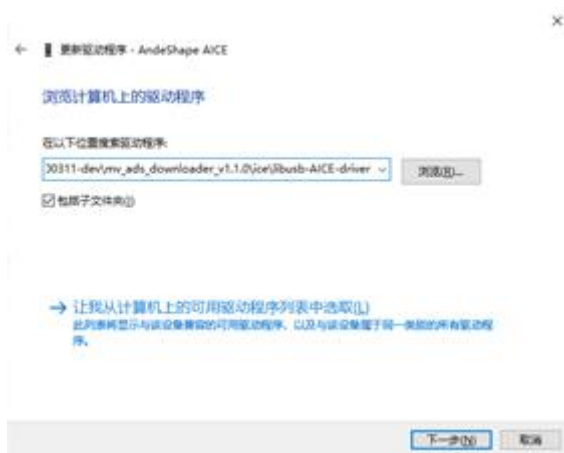 更新驱动程序 - AndeShape AICE
浏览计算机上的驱动程序
在以下位置搜索驱动程序:
30311-dev\mv_ads_downloader_v1.1.0\ice\libusb-AICE-driver
浏览(R)...
包括子文件夹(I)
让我从计算机上的可用驱动程序列表中选取(L)
此列表将显示与该设备兼容的可用驱动程序，以及与该设备属于同一类别的所有驱动程
序。
下一步(N)
取消